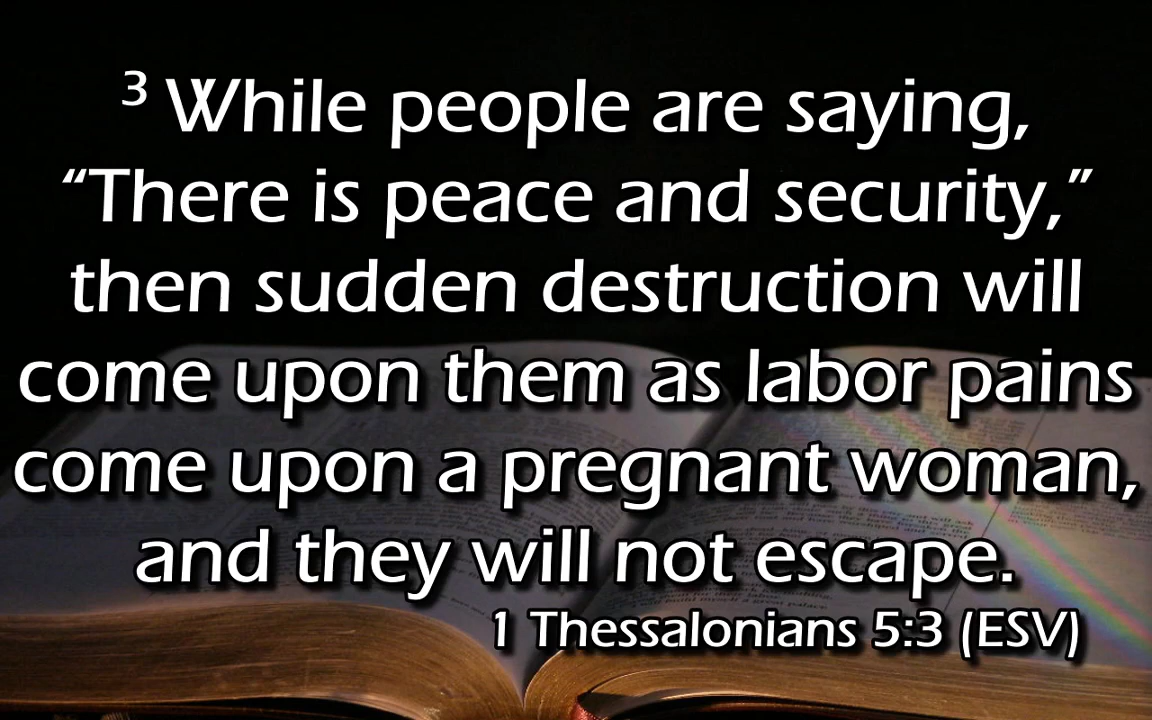 ³ While people are saying,
“There is peace and security,”
then sudden destruction will
come upon them as labor pains
come upon a pregnant woman,
and they will not escape.
1 Thessalonians 5:3 (ESV)